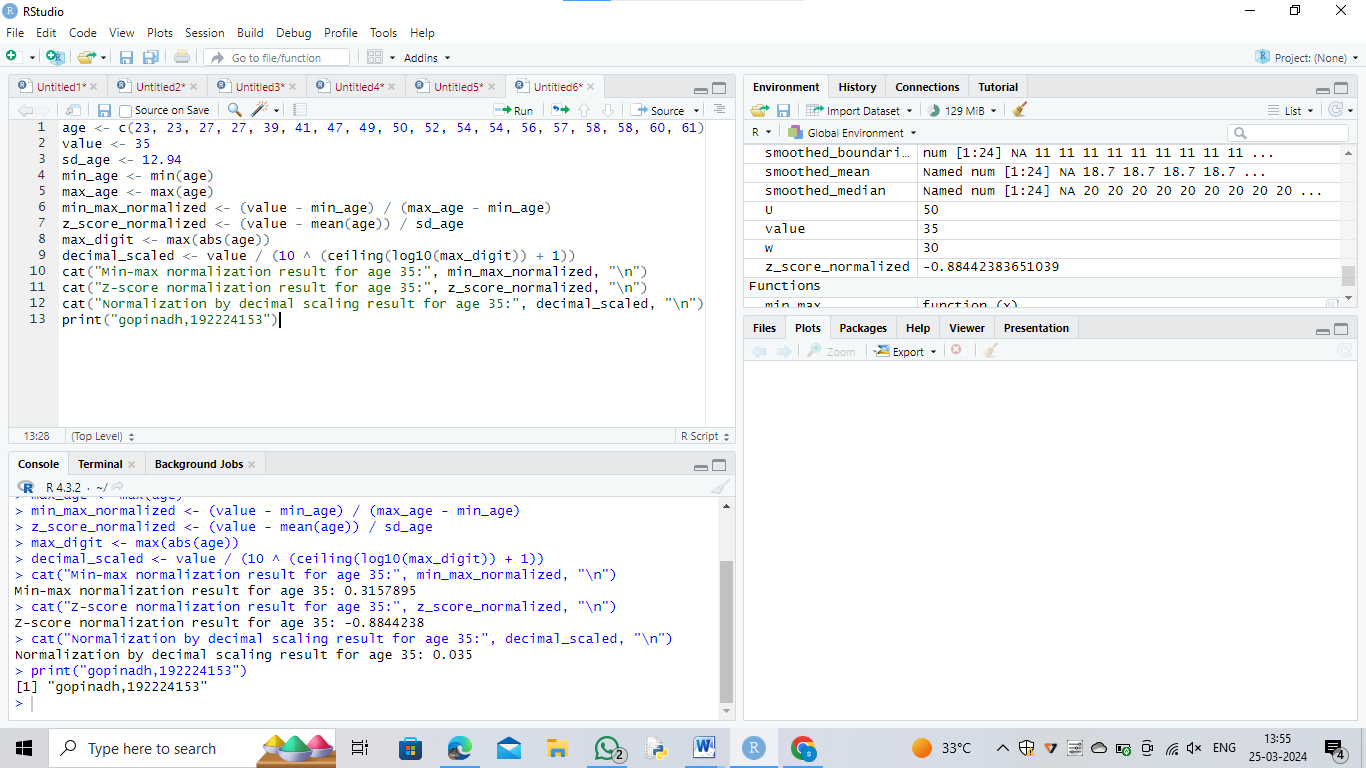 RStudio
File Edit Code View Plots Session Build Debug Profile Tools Help
Go to file/function Addins Project: (None)
Untitled1* Untitled2* Untitled3* Untitled4* Untitled5* Untitled6*
Source on Save Run Source
1 age <- c(23, 23, 27, 27, 39, 41, 47, 49, 50, 52, 54, 54, 56, 57, 58, 58, 60, 61)
2 value <- 35
3 sd_age <- 12.94
4 min_age <- min(age)
5 max_age <- max(age)
6 min_max_normalized <- (value - min_age) / (max_age - min_age)
7 z_score_normalized <- (value - mean(age)) / sd_age
8 max_digit <- max(abs(age))
9 decimal_scaled <- value / (10 ^ (ceiling(log10(max_digit)) + 1))
10 cat("Min-max normalization result for age 35:", min_max_normalized, "\n")
11 cat("Z-score normalization result for age 35:", z_score_normalized, "\n")
12 cat("Normalization by decimal scaling result for age 35:", decimal_scaled, "\n")
13 print("gopinadh,192224153")
13:28 (Top Level) R Script
Console Terminal Background Jobs
R 4.3.2 · ~/
> max_age <- max(age)
> min_max_normalized <- (value - min_age) / (max_age - min_age)
> z_score_normalized <- (value - mean(age)) / sd_age
> max_digit <- max(abs(age))
> decimal_scaled <- value / (10 ^ (ceiling(log10(max_digit)) + 1))
> cat("Min-max normalization result for age 35:", min_max_normalized, "\n")
Min-max normalization result for age 35: 0.3157895
> cat("Z-score normalization result for age 35:", z_score_normalized, "\n")
Z-score normalization result for age 35: -0.8844238
> cat("Normalization by decimal scaling result for age 35:", decimal_scaled, "\n")
Normalization by decimal scaling result for age 35: 0.035
> print("gopinadh,192224153")
[1] "gopinadh,192224153"
>
Environment History Connections Tutorial
Import Dataset 129 MiB List
R Global Environment
smoothed_boundari... num [1:24] NA 11 11 11 11 11 11 11 11 11 ...
smoothed_mean Named num [1:24] NA 18.7 18.7 18.7 18.7 ...
smoothed_median Named num [1:24] NA 20 20 20 20 20 20 20 20 20 ...
U 50
value 35
w 30
z_score_normalized -0.88442383651039
Functions
min_max function (x)
Files Plots Packages Help Viewer Presentation
Zoom Export
Type here to search
2
33°C
ENG
13:55
25-03-2024
4